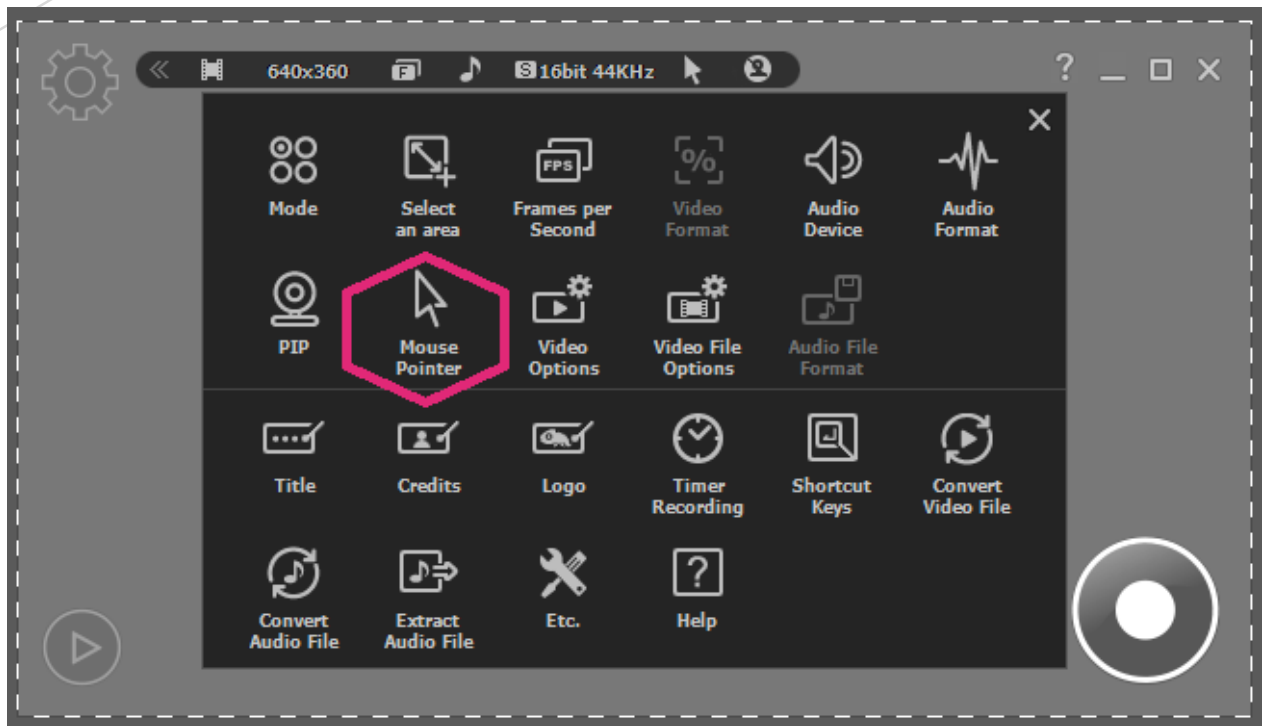 640x360 F S 16bit 44KHz ?
Mode Select an area Frames per Second Video Format Audio Device Audio Format
FPS %
PIP Mouse Pointer Video Options Video File Options Audio File Format
Title Credits Logo Timer Recording Shortcut Keys Convert Video File
Convert Audio File Extract Audio File Etc. Help
?